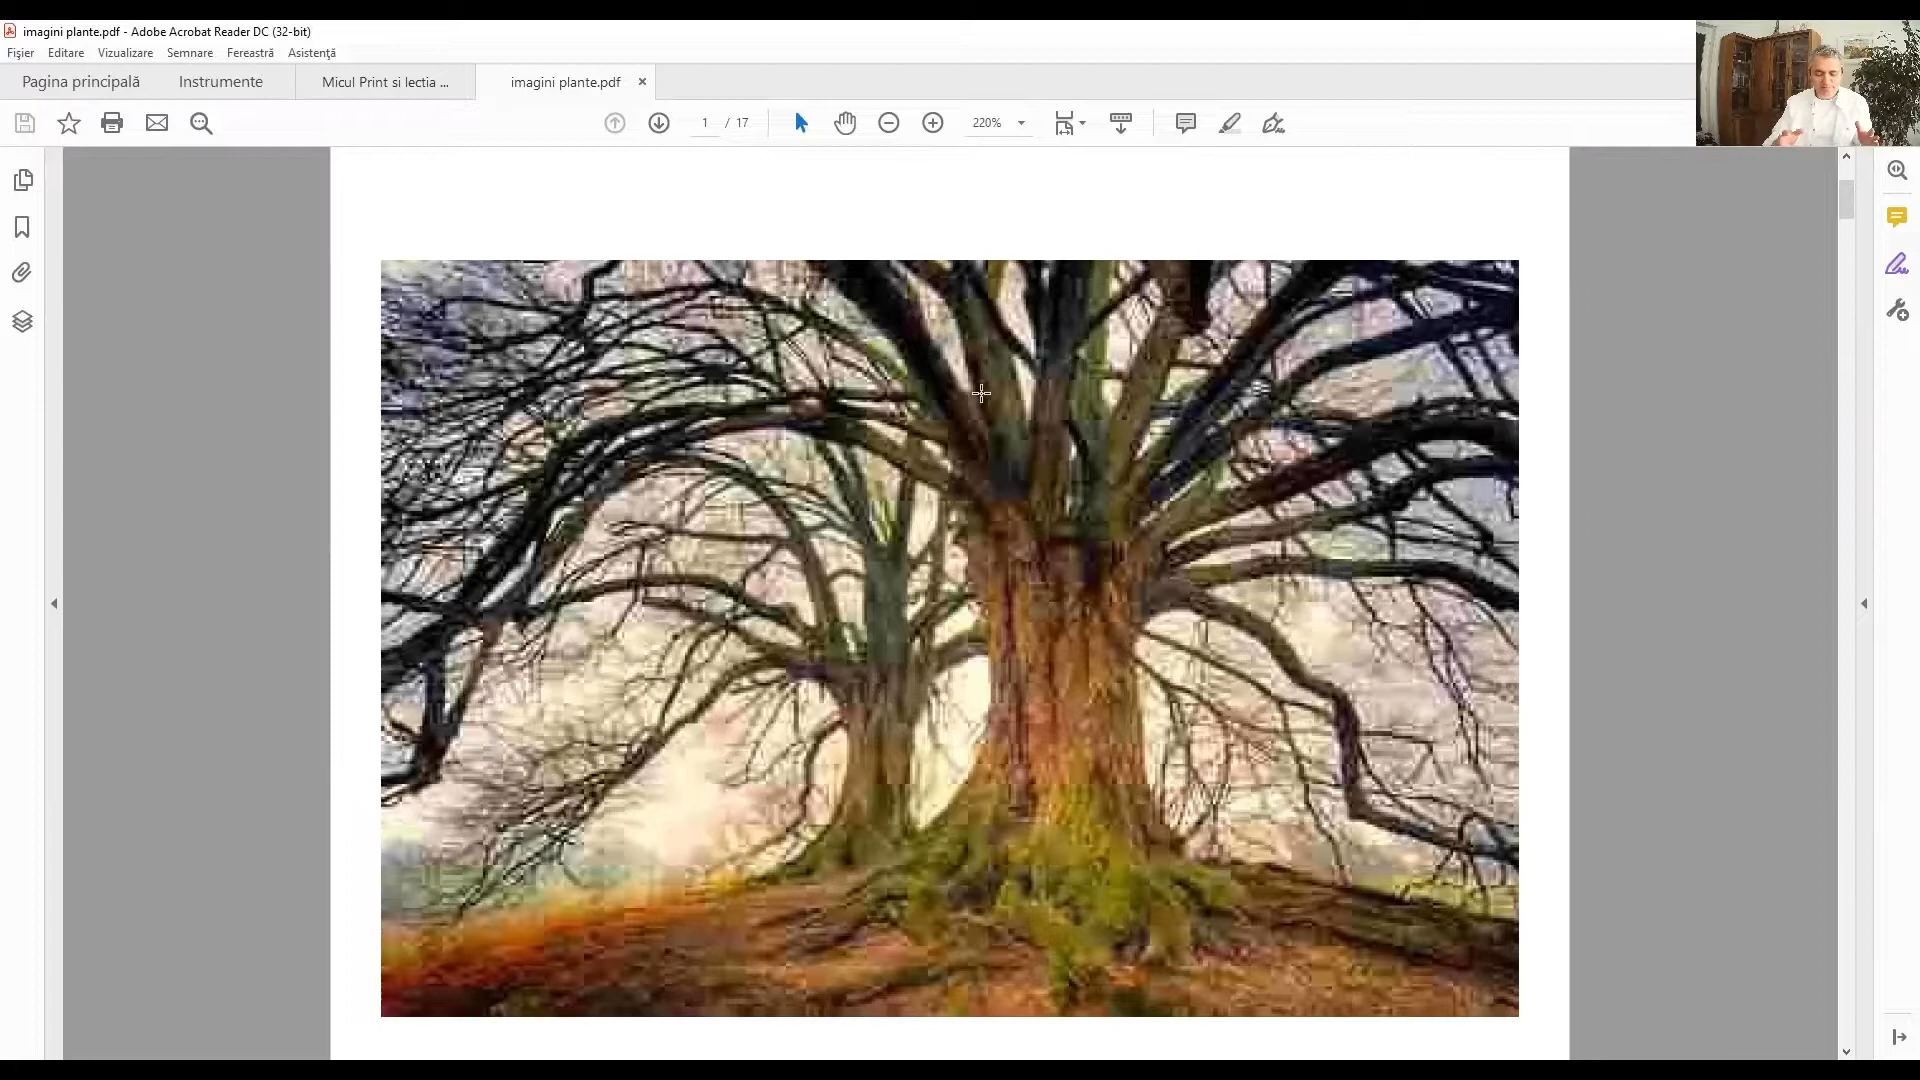 imagini plante.pdf - Adobe Acrobat Reader DC (32-bit)
Fișier Editare Vizualizare Semnare Fereastră Asistență
Pagina principală Instrumente Micul Print si lectia ... imagini plante.pdf ×
1 / 17 220%